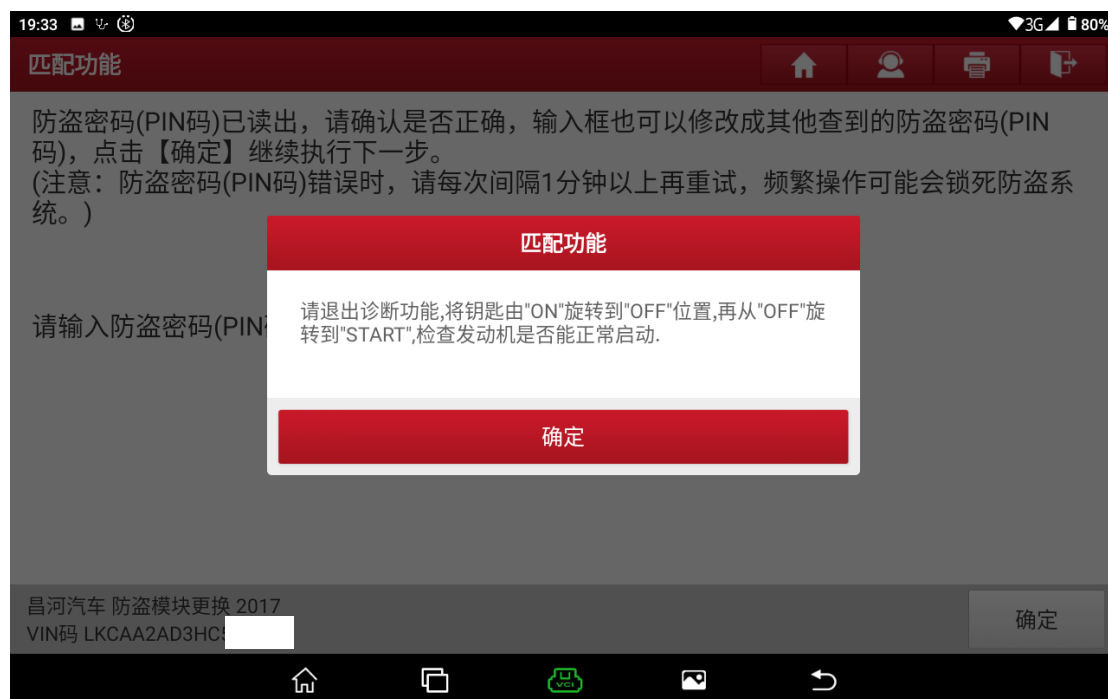 19:33
3G 80%
匹配功能
防盗密码(PIN码)已读出，请确认是否正确，输入框也可以修改成其他查到的防盗密码(PIN
码)，点击【确定】继续执行下一步。
(注意：防盗密码(PIN码)错误时，请每次间隔1分钟以上再重试，频繁操作可能会锁死防盗系
统。)
请输入防盗密码(PIN
匹配功能
请退出诊断功能,将钥匙由"ON"旋转到"OFF"位置,再从"OFF"旋
转到"START",检查发动机是否能正常启动.
确定
昌河汽车 防盗模块更换 2017
VIN码 LKCAA2AD3HC
确定
VCI